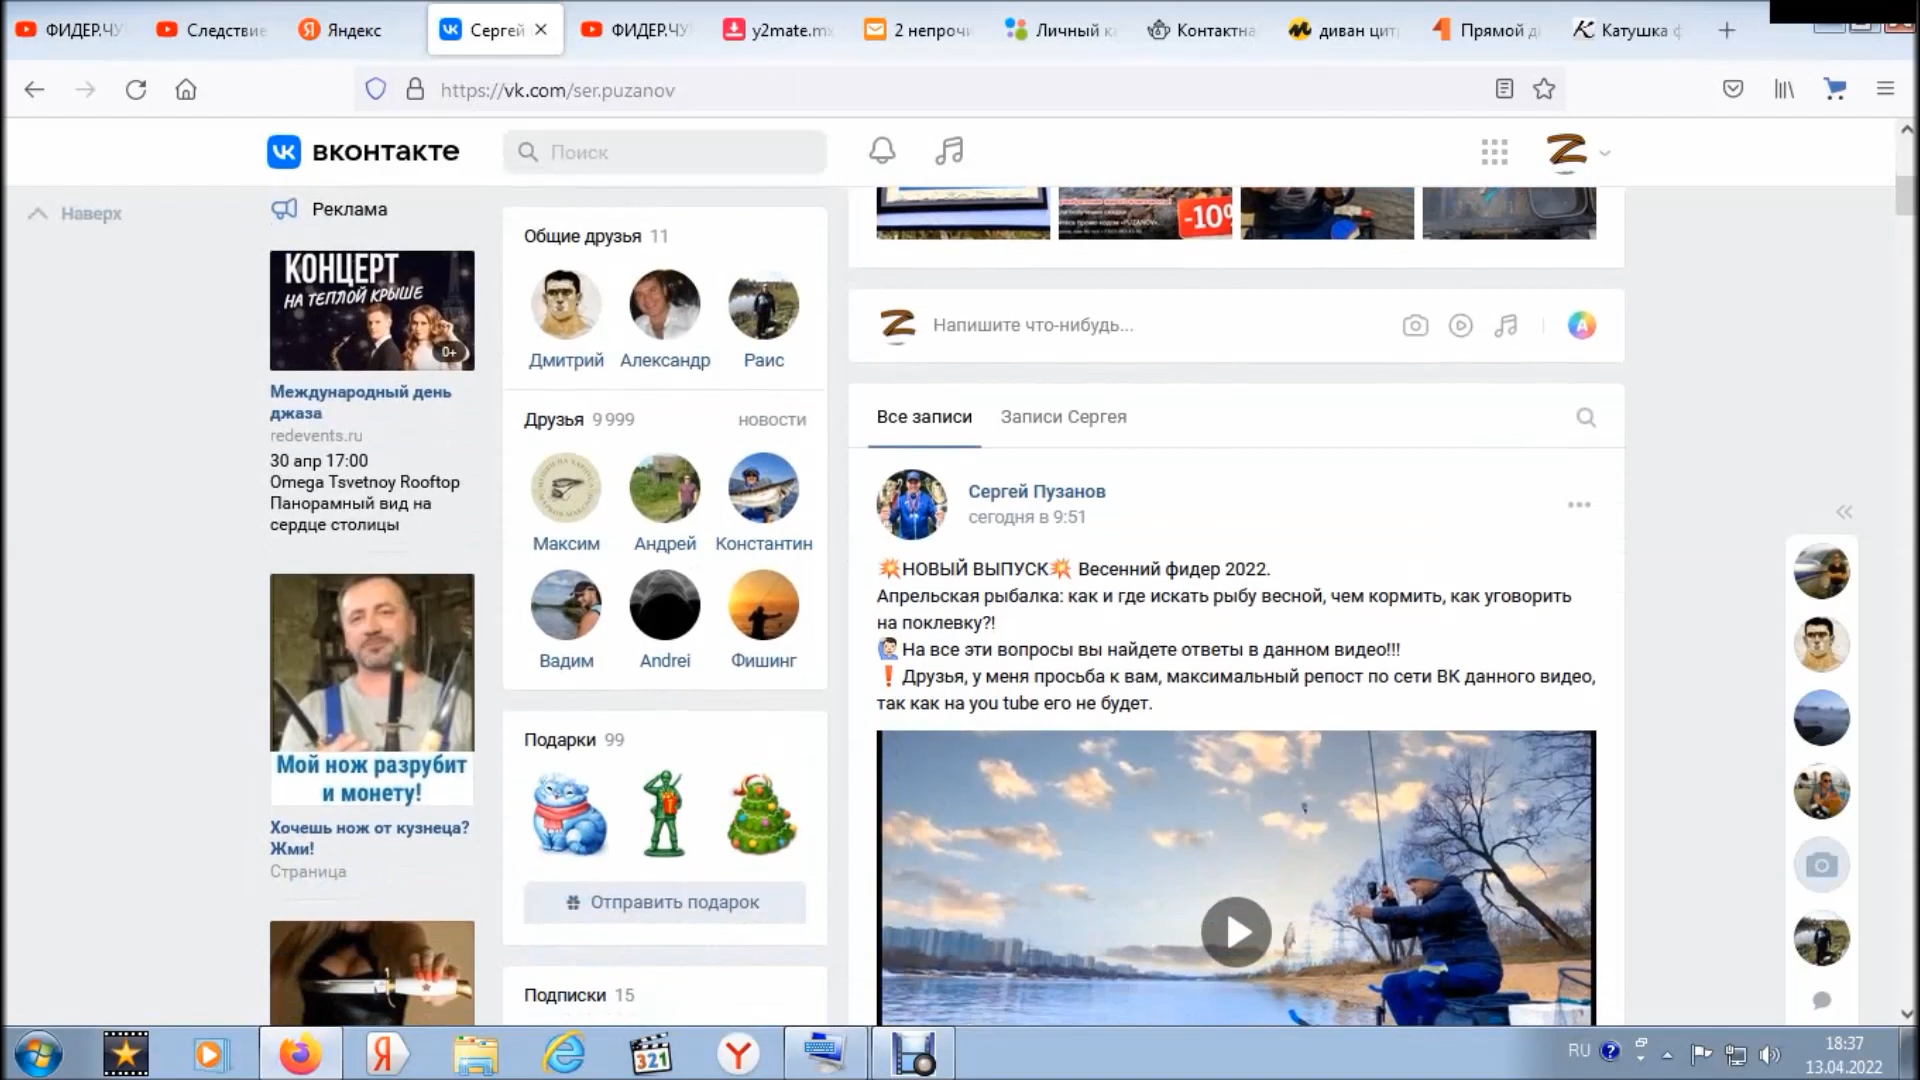 ФИДЕР.ЧУ
Следствие
Яндекс
Сергей
ФИДЕР.ЧУ
y2mate.mx
2 непрочи
Личный к
Контактна
диван цит
Прямой д
Катушка ф
https://vk.com/ser.puzanov
вконтакте
Поиск
Наверх
Реклама
КОНЦЕРТ
НА ТЕПЛОЙ КРЫШЕ
0+
Международный день
джаза
redevents.ru
30 апр 17:00
Omega Tsvetnoy Rooftop
Панорамный вид на
сердце столицы
Мой нож разрубит
и монету!
Хочешь нож от кузнеца?
Жми!
Страница
Общие друзья 11
Дмитрий Александр Раис
Друзья 9 999 новости
Максим Андрей Константин
Вадим Andrei Фишинг
Подарки 99
Отправить подарок
Подписки 15
-10%
Напишите что-нибудь...
Все записи Записи Сергея
Сергей Пузанов
сегодня в 9:51
💥НОВЫЙ ВЫПУСК💥 Весенний фидер 2022.
Апрельская рыбалка: как и где искать рыбу весной, чем кормить, как уговорить
на поклевку?!
🙋🏻‍♂️На все эти вопросы вы найдете ответы в данном видео!!!
❗ Друзья, у меня просьба к вам, максимальный репост по сети ВК данного видео,
так как на you tube его не будет.
321
RU
18:37
13.04.2022